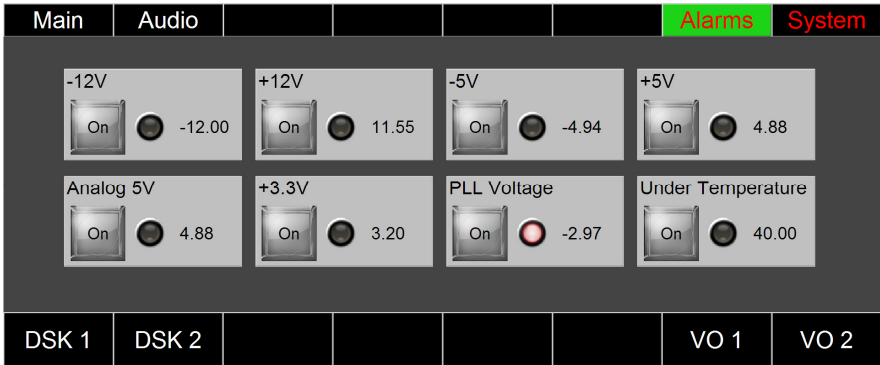 Main Audio Alarms System
-12V +12V -5V +5V
On -12.00 On 11.55 On -4.94 On 4.88
Analog 5V +3.3V PLL Voltage Under Temperature
On 4.88 On 3.20 On -2.97 On 40.00
DSK 1 DSK 2 VO 1 VO 2